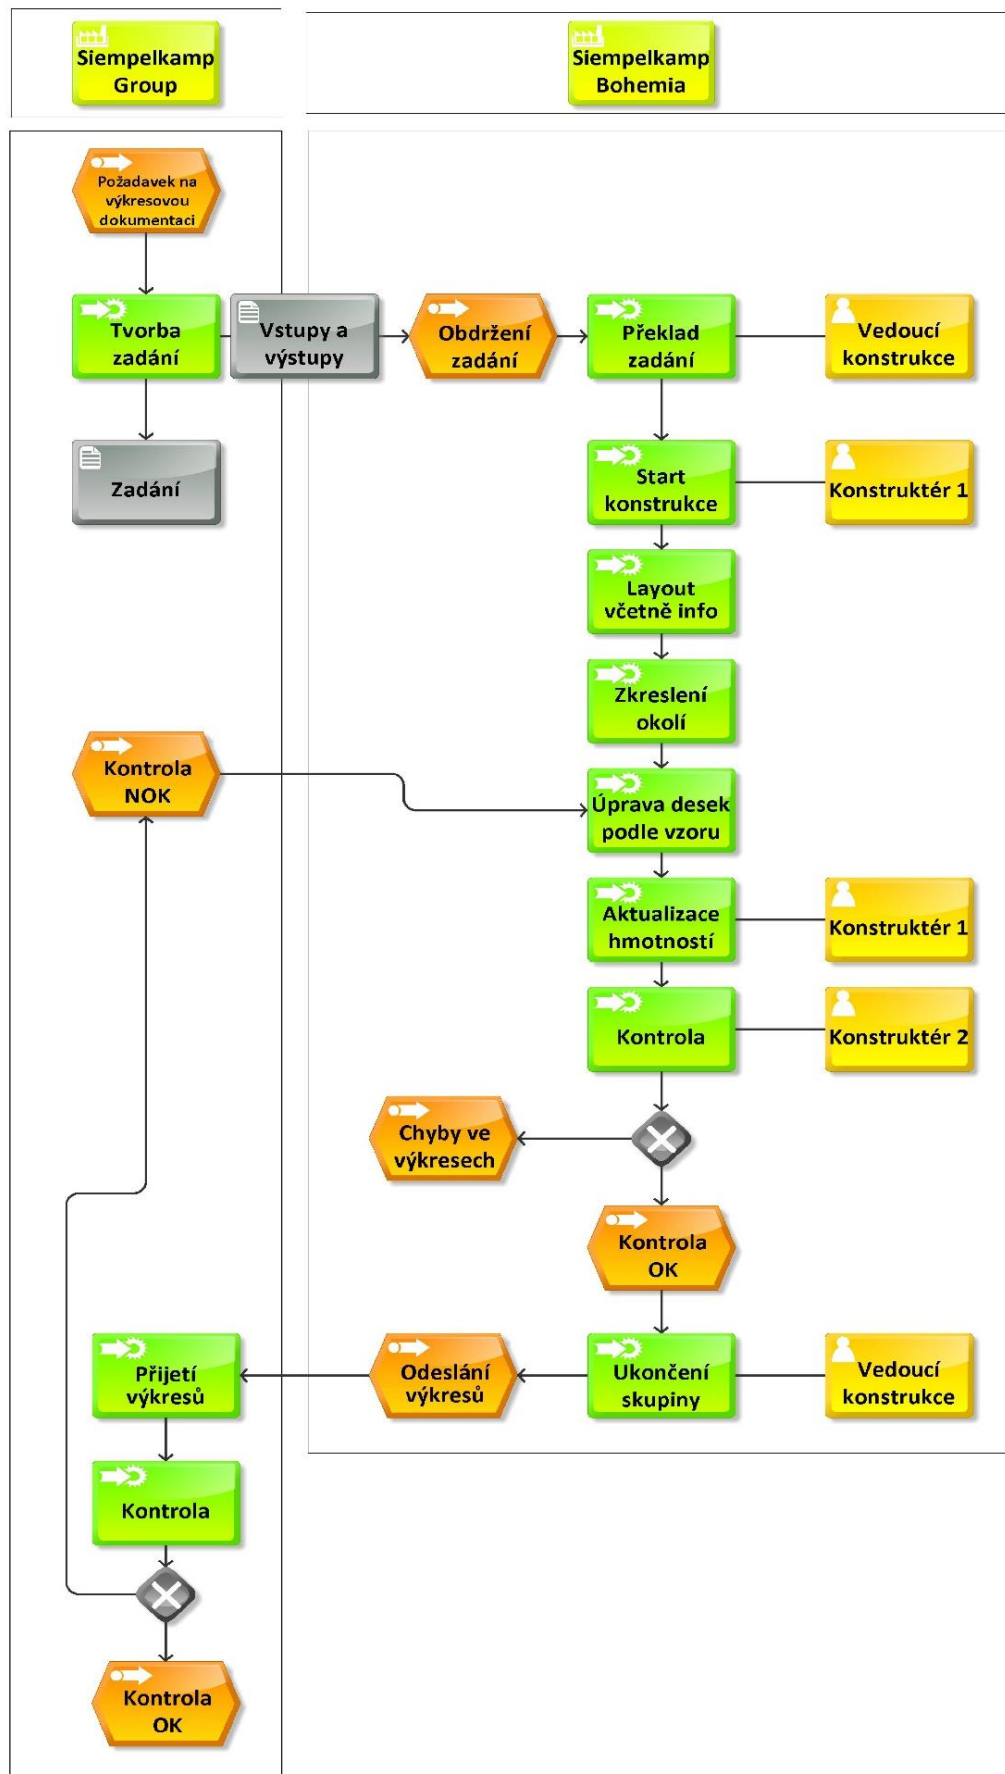 Siempelkamp
Group
Siempelkamp
Bohemia
Požadavek na
výkresovou
dokumentaci
Tvorba
zadání
Vstupy a
výstupy
Obdržení
zadání
Překlad
zadání
Vedoucí
konstrukce
Zadání
Start
konstrukce
Konstruktér 1
Layout
včetně info
Zkreslení
okolí
Kontrola
NOK
Úprava desek
podle vzoru
Aktualizace
hmotností
Konstruktér 1
Kontrola
Konstruktér 2
Chyby ve
výkresech
Kontrola
OK
Přijetí
výkresů
Odeslání
výkresů
Ukončení
skupiny
Vedoucí
konstrukce
Kontrola
Kontrola
OK